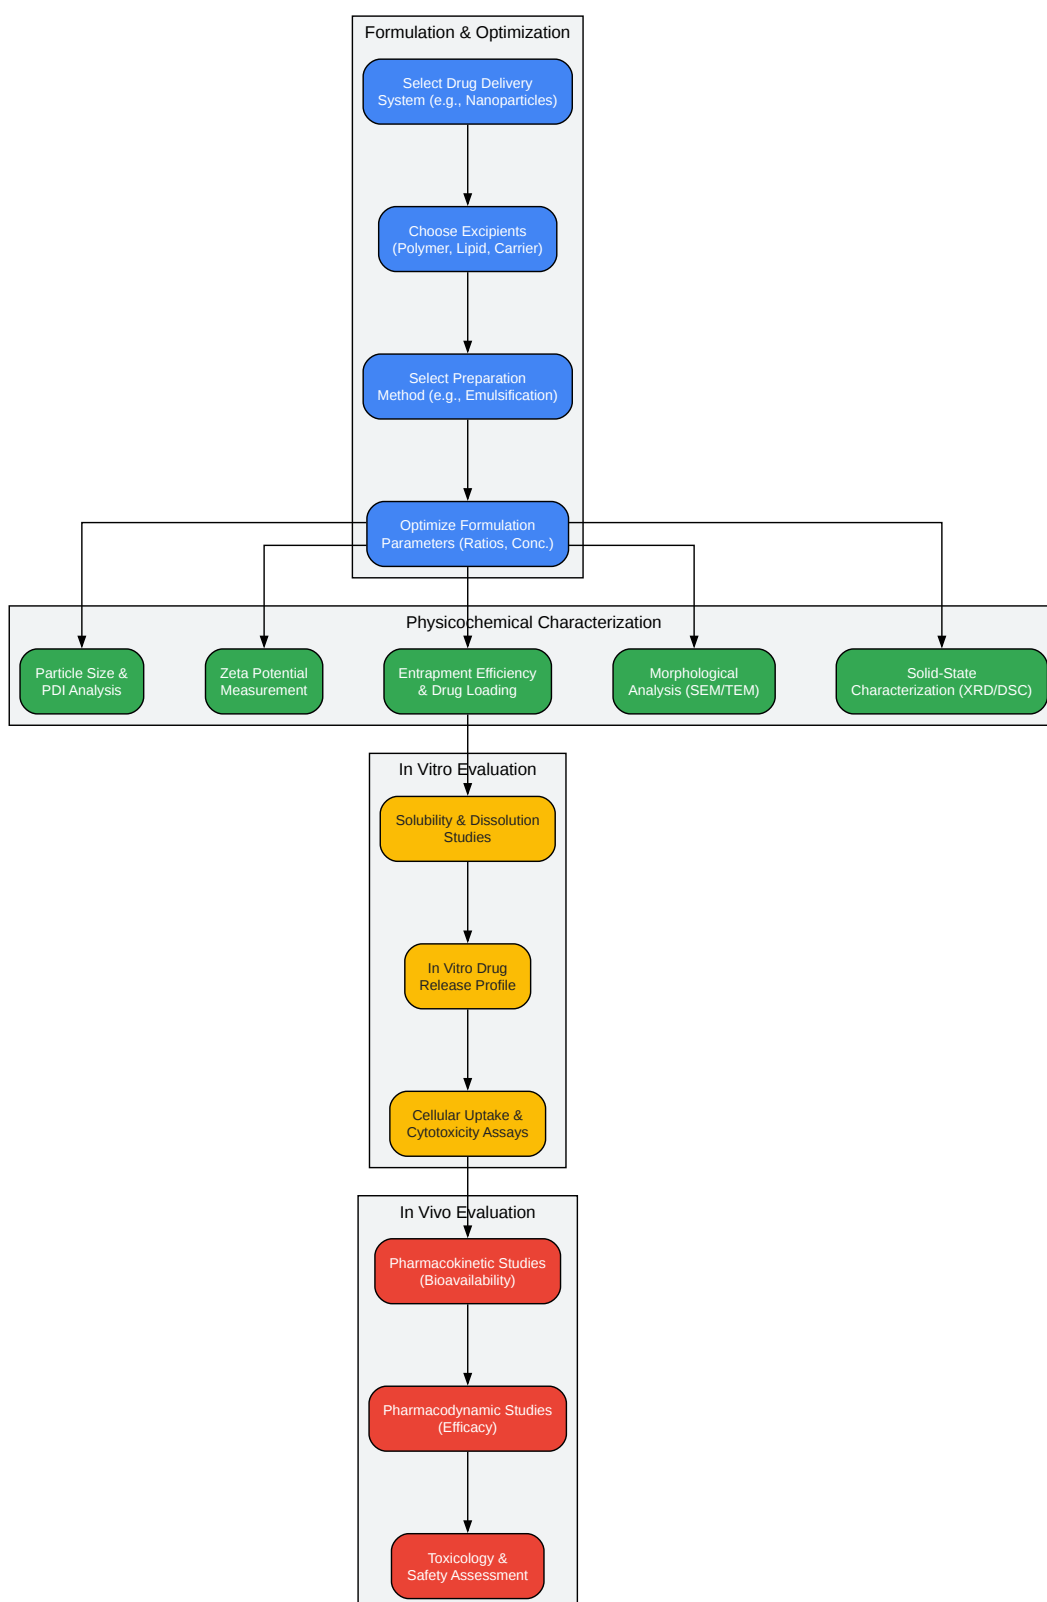 Formulation & Optimization
Select Drug Delivery
System (e.g., Nanoparticles)
Choose Excipients
(Polymer, Lipid, Carrier)
Select Preparation
Method (e.g., Emulsification)
Optimize Formulation
Parameters (Ratios, Conc.)
Physicochemical Characterization
Particle Size &
PDI Analysis
Zeta Potential
Measurement
Entrapment Efficiency
& Drug Loading
Morphological
Analysis (SEM/TEM)
Solid-State
Characterization (XRD/DSC)
In Vitro Evaluation
Solubility & Dissolution
Studies
In Vitro Drug
Release Profile
Cellular Uptake &
Cytotoxicity Assays
In Vivo Evaluation
Pharmacokinetic Studies
(Bioavailability)
Pharmacodynamic Studies
(Efficacy)
Toxicology &
Safety Assessment